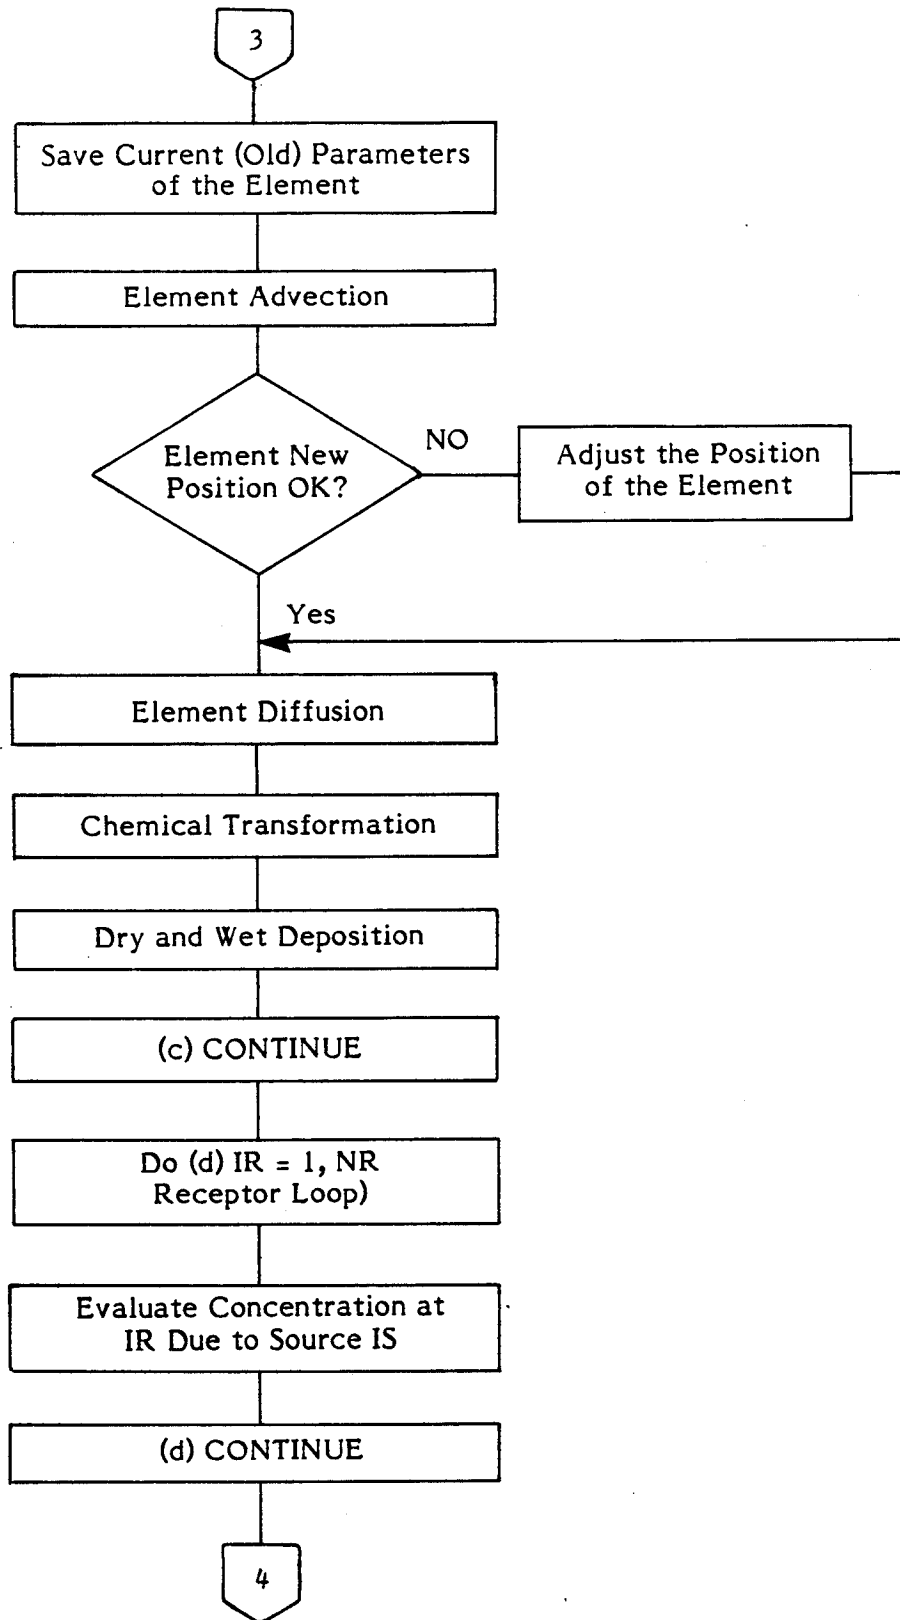 3
Save Current (Old) Parameters
of the Element
Element Advection
Element New
Position OK?
NO
Adjust the Position
of the Element
Yes
Element Diffusion
Chemical Transformation
Dry and Wet Deposition
(c) CONTINUE
Do (d) IR = 1, NR
Receptor Loop)
Evaluate Concentration at
IR Due to Source IS
(d) CONTINUE
4